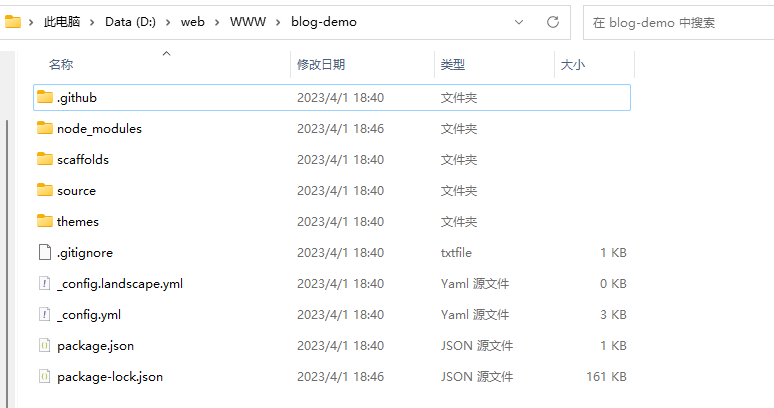 此电脑 > Data (D:) > web > WWW > blog-demo 在 blog-demo 中搜索
名称 修改日期 类型 大小
.github 2023/4/1 18:40 文件夹
node_modules 2023/4/1 18:46 文件夹
scaffolds 2023/4/1 18:40 文件夹
source 2023/4/1 18:40 文件夹
themes 2023/4/1 18:40 文件夹
.gitignore 2023/4/1 18:40 txtfile 1 KB
_config.landscape.yml 2023/4/1 18:40 Yaml 源文件 0 KB
_config.yml 2023/4/1 18:40 Yaml 源文件 3 KB
package.json 2023/4/1 18:40 JSON 源文件 1 KB
package-lock.json 2023/4/1 18:46 JSON 源文件 161 KB